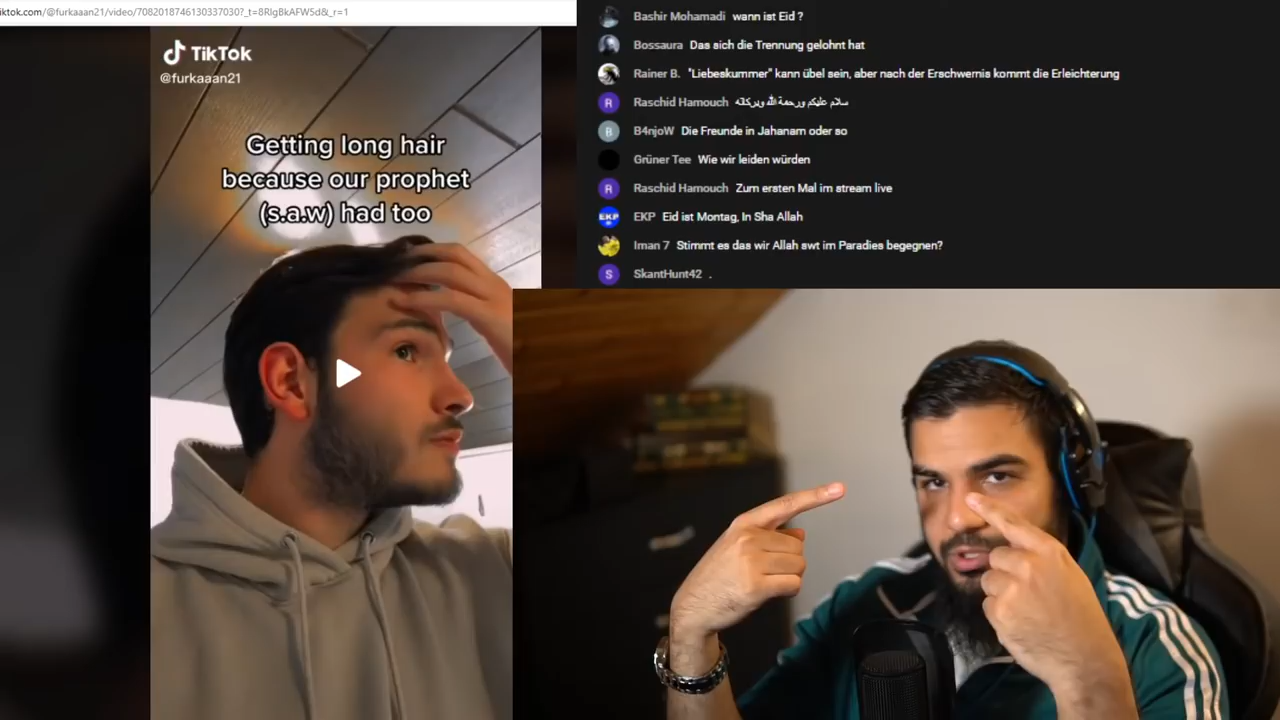 iktok.com/@furkaaan21/video/7082018746130337030?_t=8RlgBkAFW5d&_r=1
TikTok
@furkaaan21
Getting long hair
because our prophet
(s.a.w) had too
Bashir Mohamadi wann ist Eid ?
Bossaura Das sich die Trennung gelohnt hat
Rainer B. "Liebeskummer" kann übel sein, aber nach der Erschwernis kommt die Erleichterung
R Raschid Hamouch سلام عليكم ورحمة الله وبركاته
B B4njoW Die Freunde in Jahanam oder so
Grüner Tee Wie wir leiden würden
R Raschid Hamouch Zum ersten Mal im stream live
EKP EKP Eid ist Montag, In Sha Allah
Iman 7 Stimmt es das wir Allah swt im Paradies begegnen?
S SkantHunt42 .